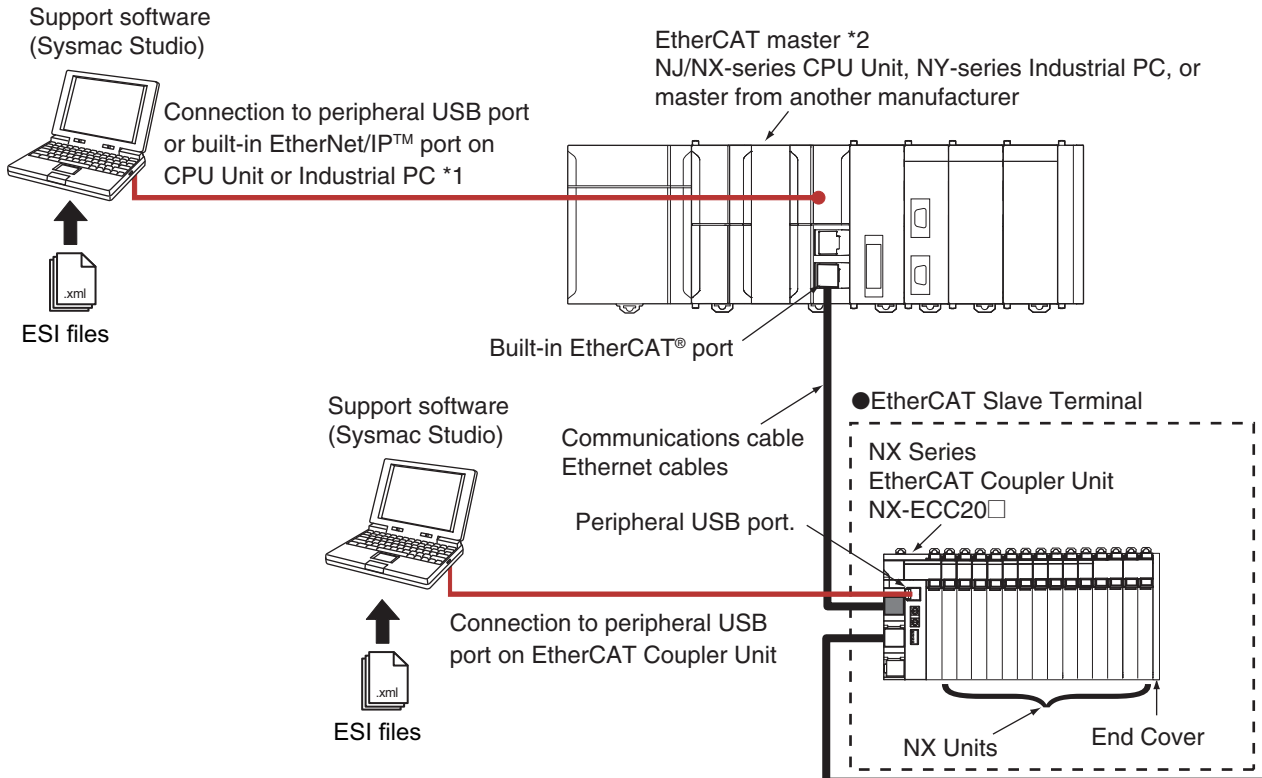 Support software
(Sysmac Studio)
EtherCAT master *2
NJ/NX-series CPU Unit, NY-series Industrial PC, or
master from another manufacturer
Connection to peripheral USB port
or built-in EtherNet/IP™ port on
CPU Unit or Industrial PC *1
.xml
ESI files
Built-in EtherCAT® port
●EtherCAT Slave Terminal
Support software
(Sysmac Studio)
Communications cable
Ethernet cables
NX Series
EtherCAT Coupler Unit
NX-ECC20□
Peripheral USB port.
Connection to peripheral USB
port on EtherCAT Coupler Unit
.xml
ESI files
NX Units
End Cover